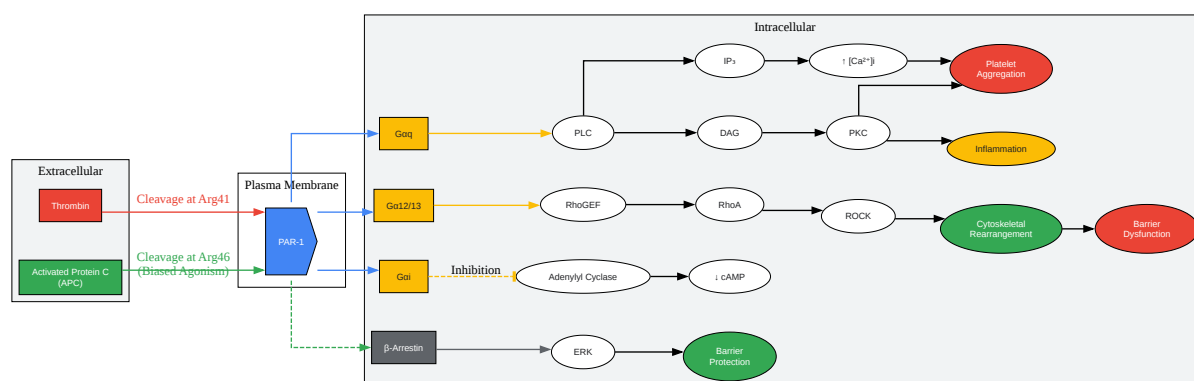 Intracellular
IP₃
↑ [Ca²⁺]i
Platelet
Aggregation
Gαq
PLC
DAG
PKC
Inflammation
Extracellular
Thrombin
Cleavage at Arg41
Plasma Membrane
PAR-1
Cleavage at Arg46
(Biased Agonism)
Activated Protein C
(APC)
Gα12/13
RhoGEF
RhoA
ROCK
Cytoskeletal
Rearrangement
Barrier
Dysfunction
Gαi
Inhibition
Adenylyl Cyclase
↓ cAMP
β-Arrestin
ERK
Barrier
Protection